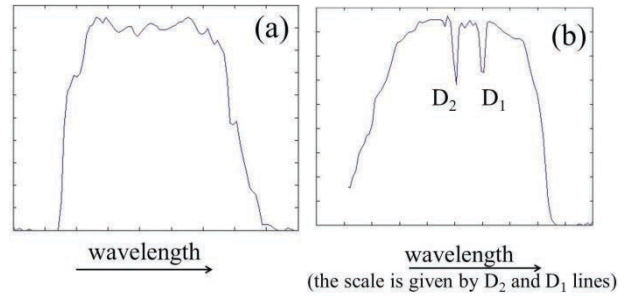 (a)
(b)
D₂ D₁
wavelength
wavelength
(the scale is given by D₂ and D₁ lines)